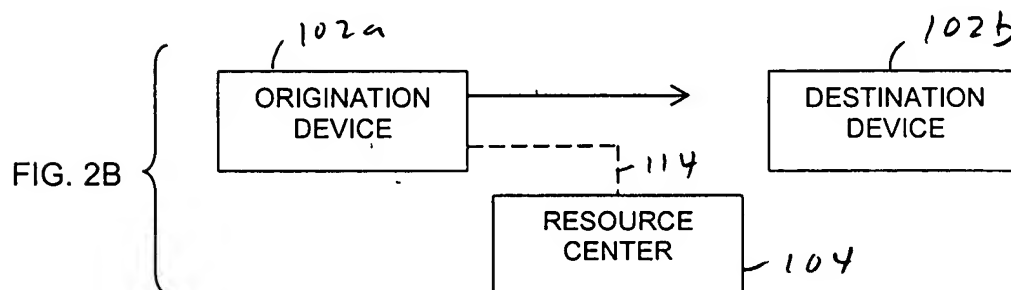 102a
102b
ORIGINATION
DEVICE
DESTINATION
DEVICE
FIG. 2B
114
RESOURCE
CENTER
104